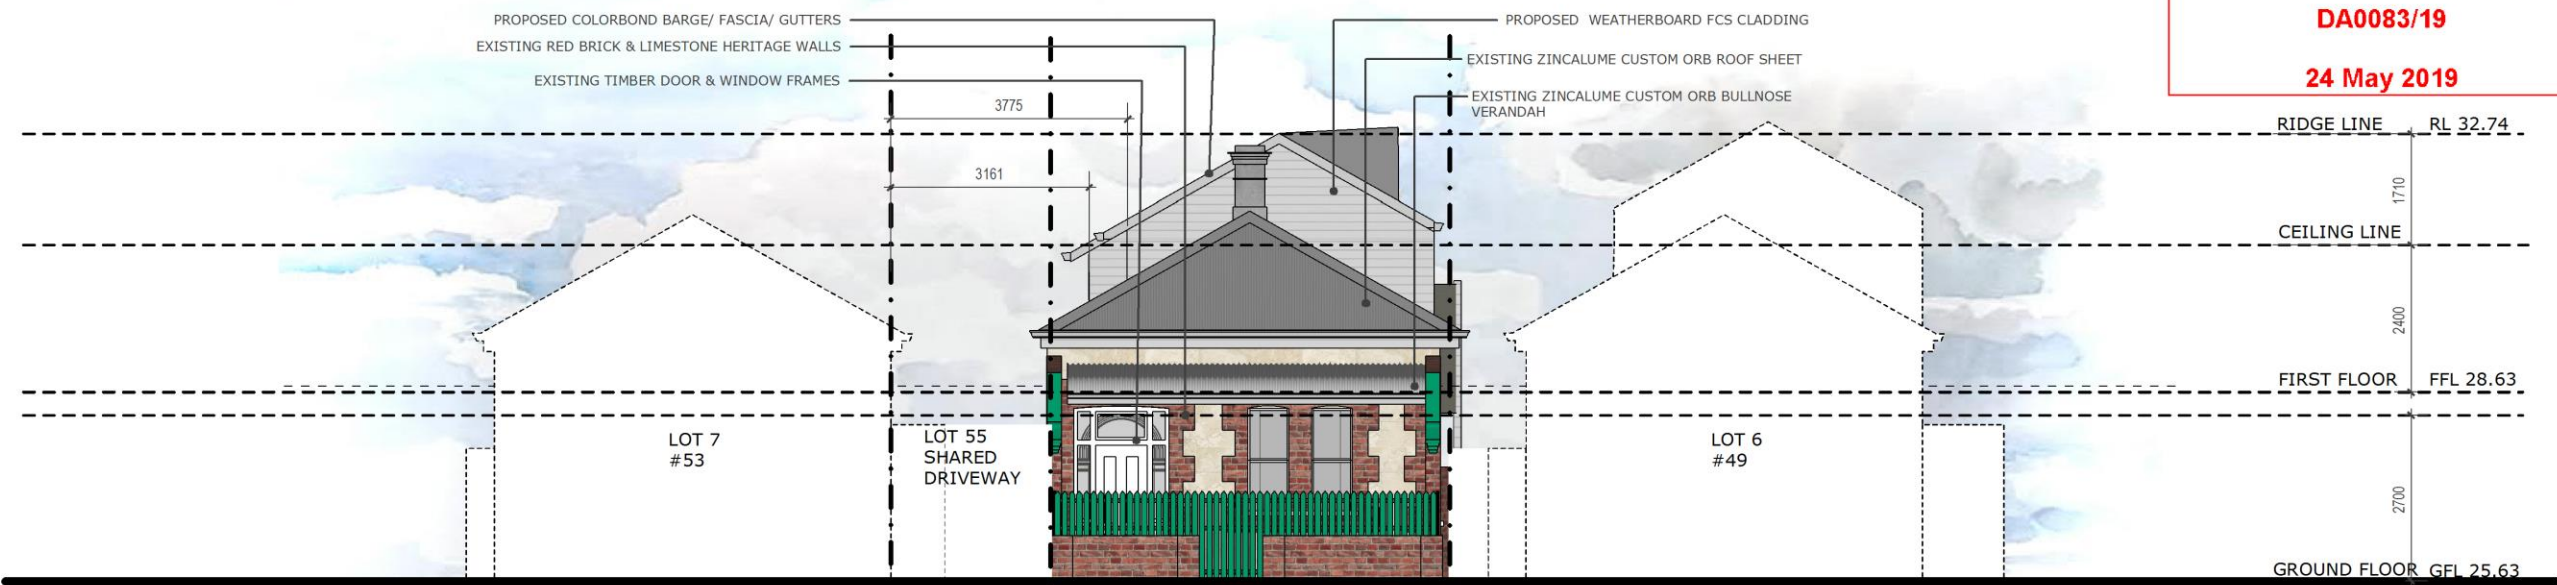 DA0083/19
24 May 2019
PROPOSED COLORBOND BARGE/ FASCIA/ GUTTERS
EXISTING RED BRICK & LIMESTONE HERITAGE WALLS
EXISTING TIMBER DOOR & WINDOW FRAMES
PROPOSED WEATHERBOARD FCS CLADDING
EXISTING ZINCALUME CUSTOM ORB ROOF SHEET
EXISTING ZINCALUME CUSTOM ORB BULLNOSE
VERANDAH
3775
3161
RIDGE LINE RL 32.74
1710
CEILING LINE
2400
FIRST FLOOR FFL 28.63
LOT 7
#53
LOT 55
SHARED
DRIVEWAY
LOT 6
#49
2700
GROUND FLOOR GFL 25.63